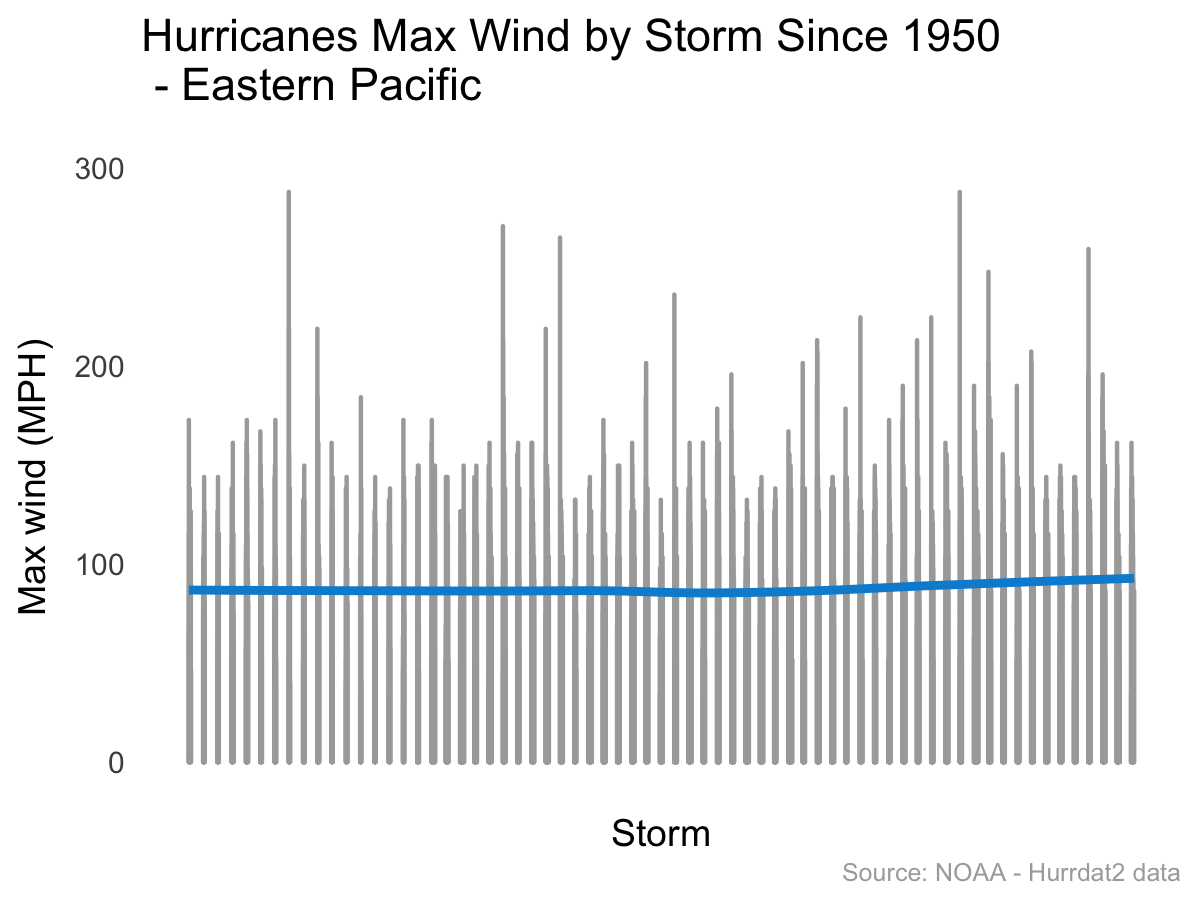 Hurricanes Max Wind by Storm Since 1950
- Eastern Pacific
300
200
100
0
Max wind (MPH)
Storm
Source: NOAA - Hurrdat2 data